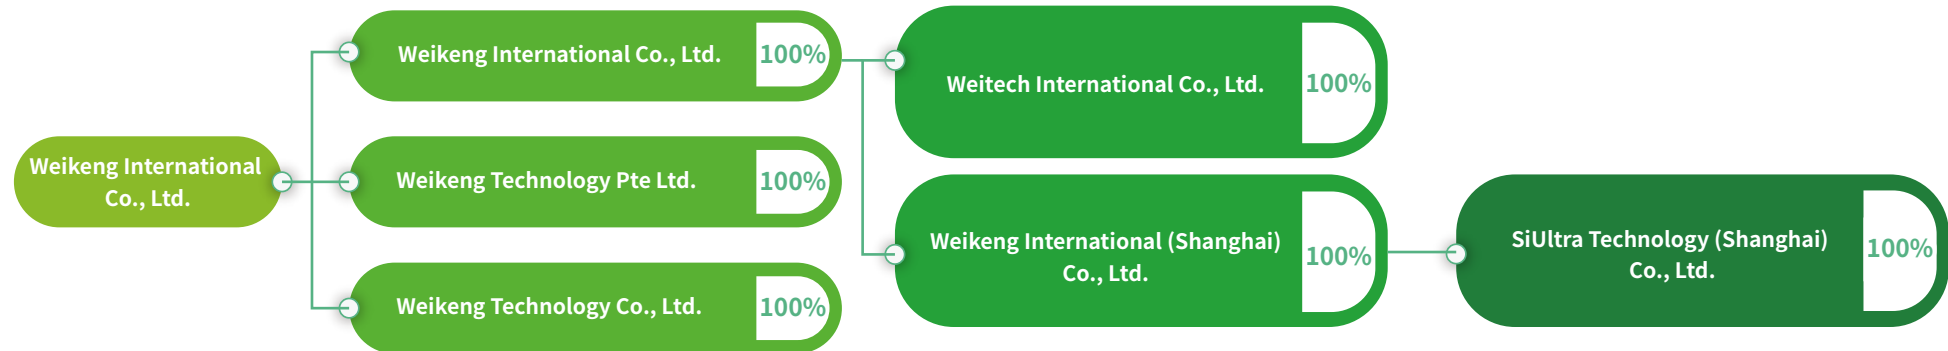 Weikeng International
Co., Ltd.
Weikeng International Co., Ltd.
100%
Weikeng Technology Pte Ltd.
100%
Weikeng Technology Co., Ltd.
100%
Weitech International Co., Ltd.
100%
Weikeng International (Shanghai)
Co., Ltd.
100%
SiUltra Technology (Shanghai)
Co., Ltd.
100%